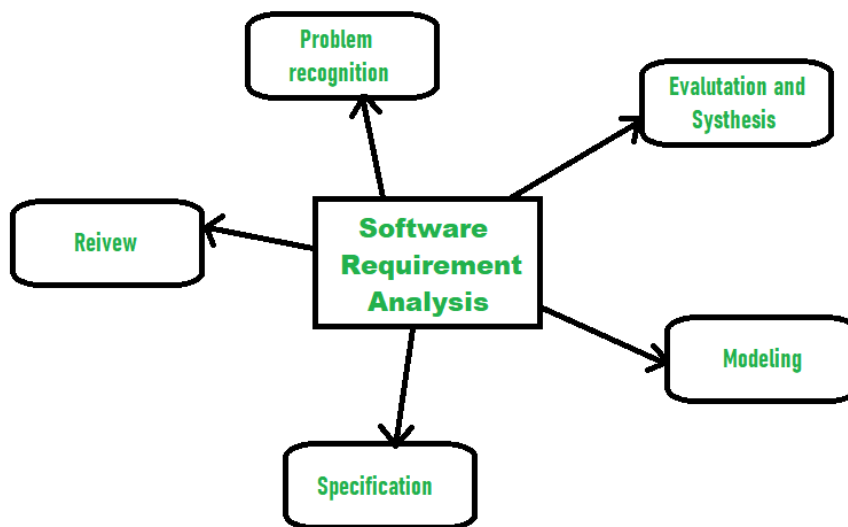 Problem
recognition
Evalutation and
Systhesis
Software
Requirement
Analysis
Reivew
Modeling
Specification